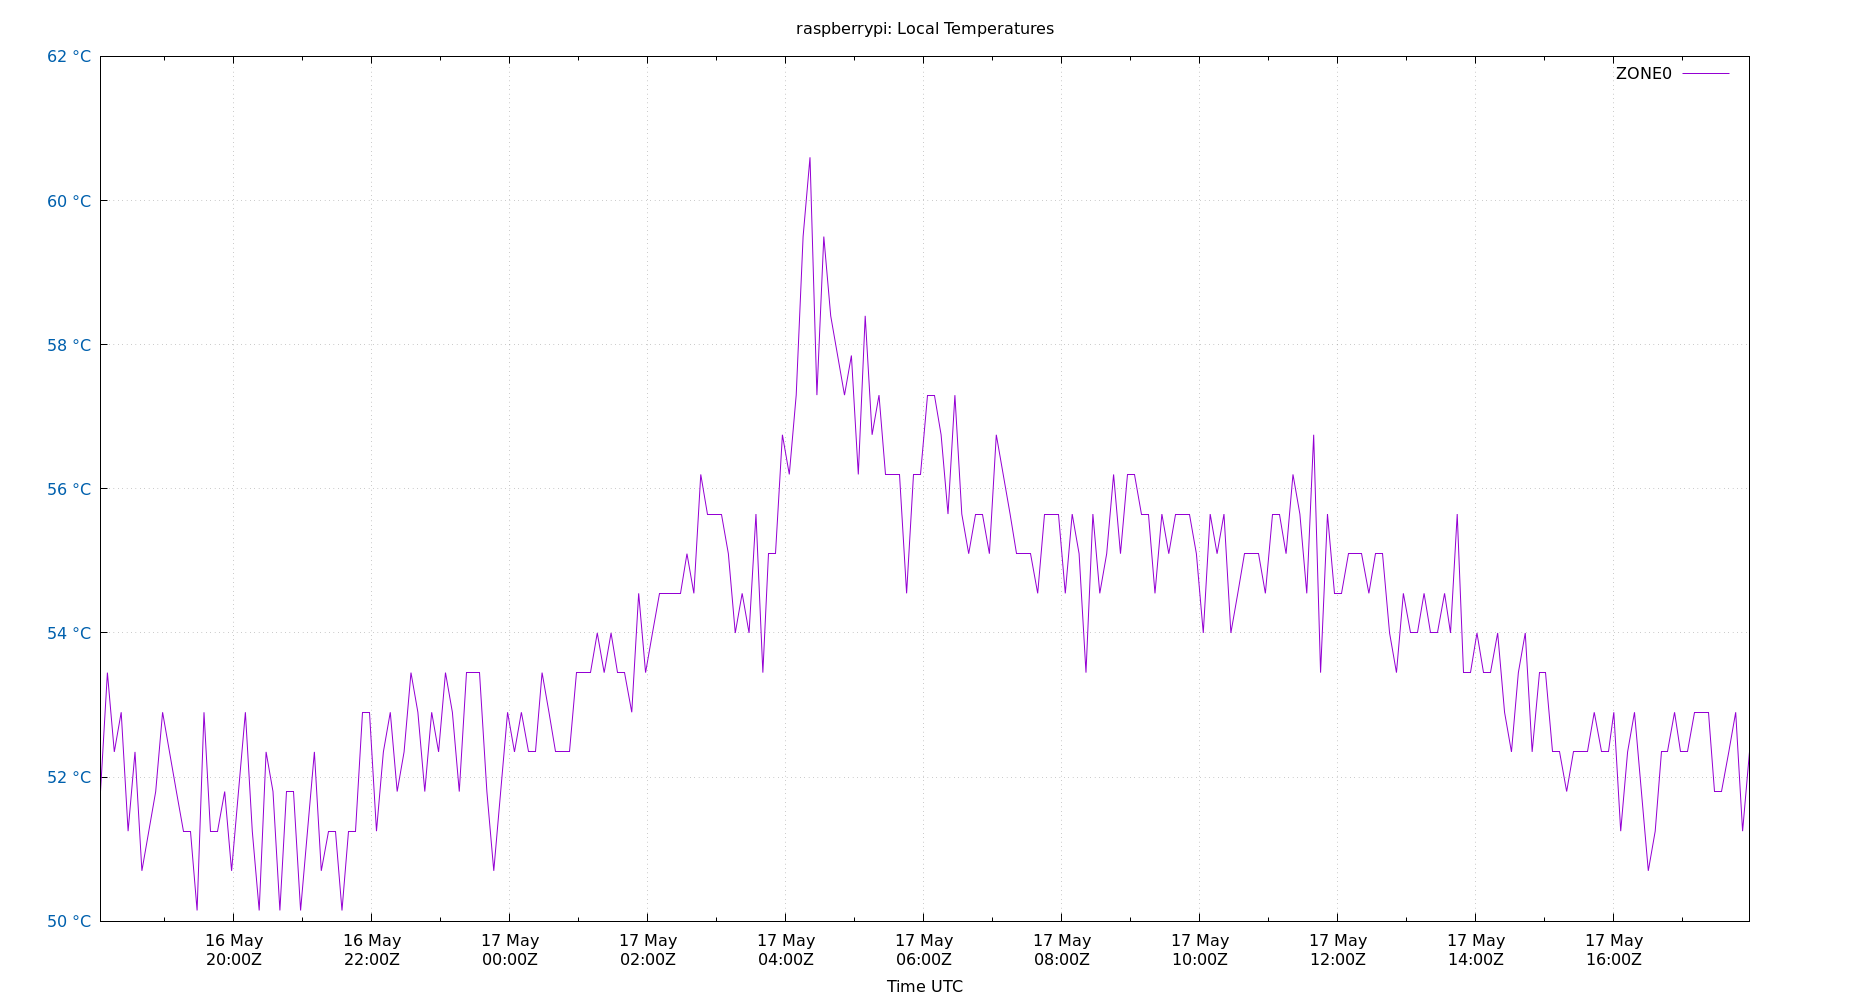 raspberrypi: Local Temperatures
62 °C
ZONE0
60 °C
58 °C
56 °C
54 °C
52 °C
50 °C
16 May 16 May 17 May 17 May 17 May 17 May 17 May 17 May 17 May 17 May 17 May
20:00Z 22:00Z 00:00Z 02:00Z 04:00Z 06:00Z 08:00Z 10:00Z 12:00Z 14:00Z 16:00Z
Time UTC